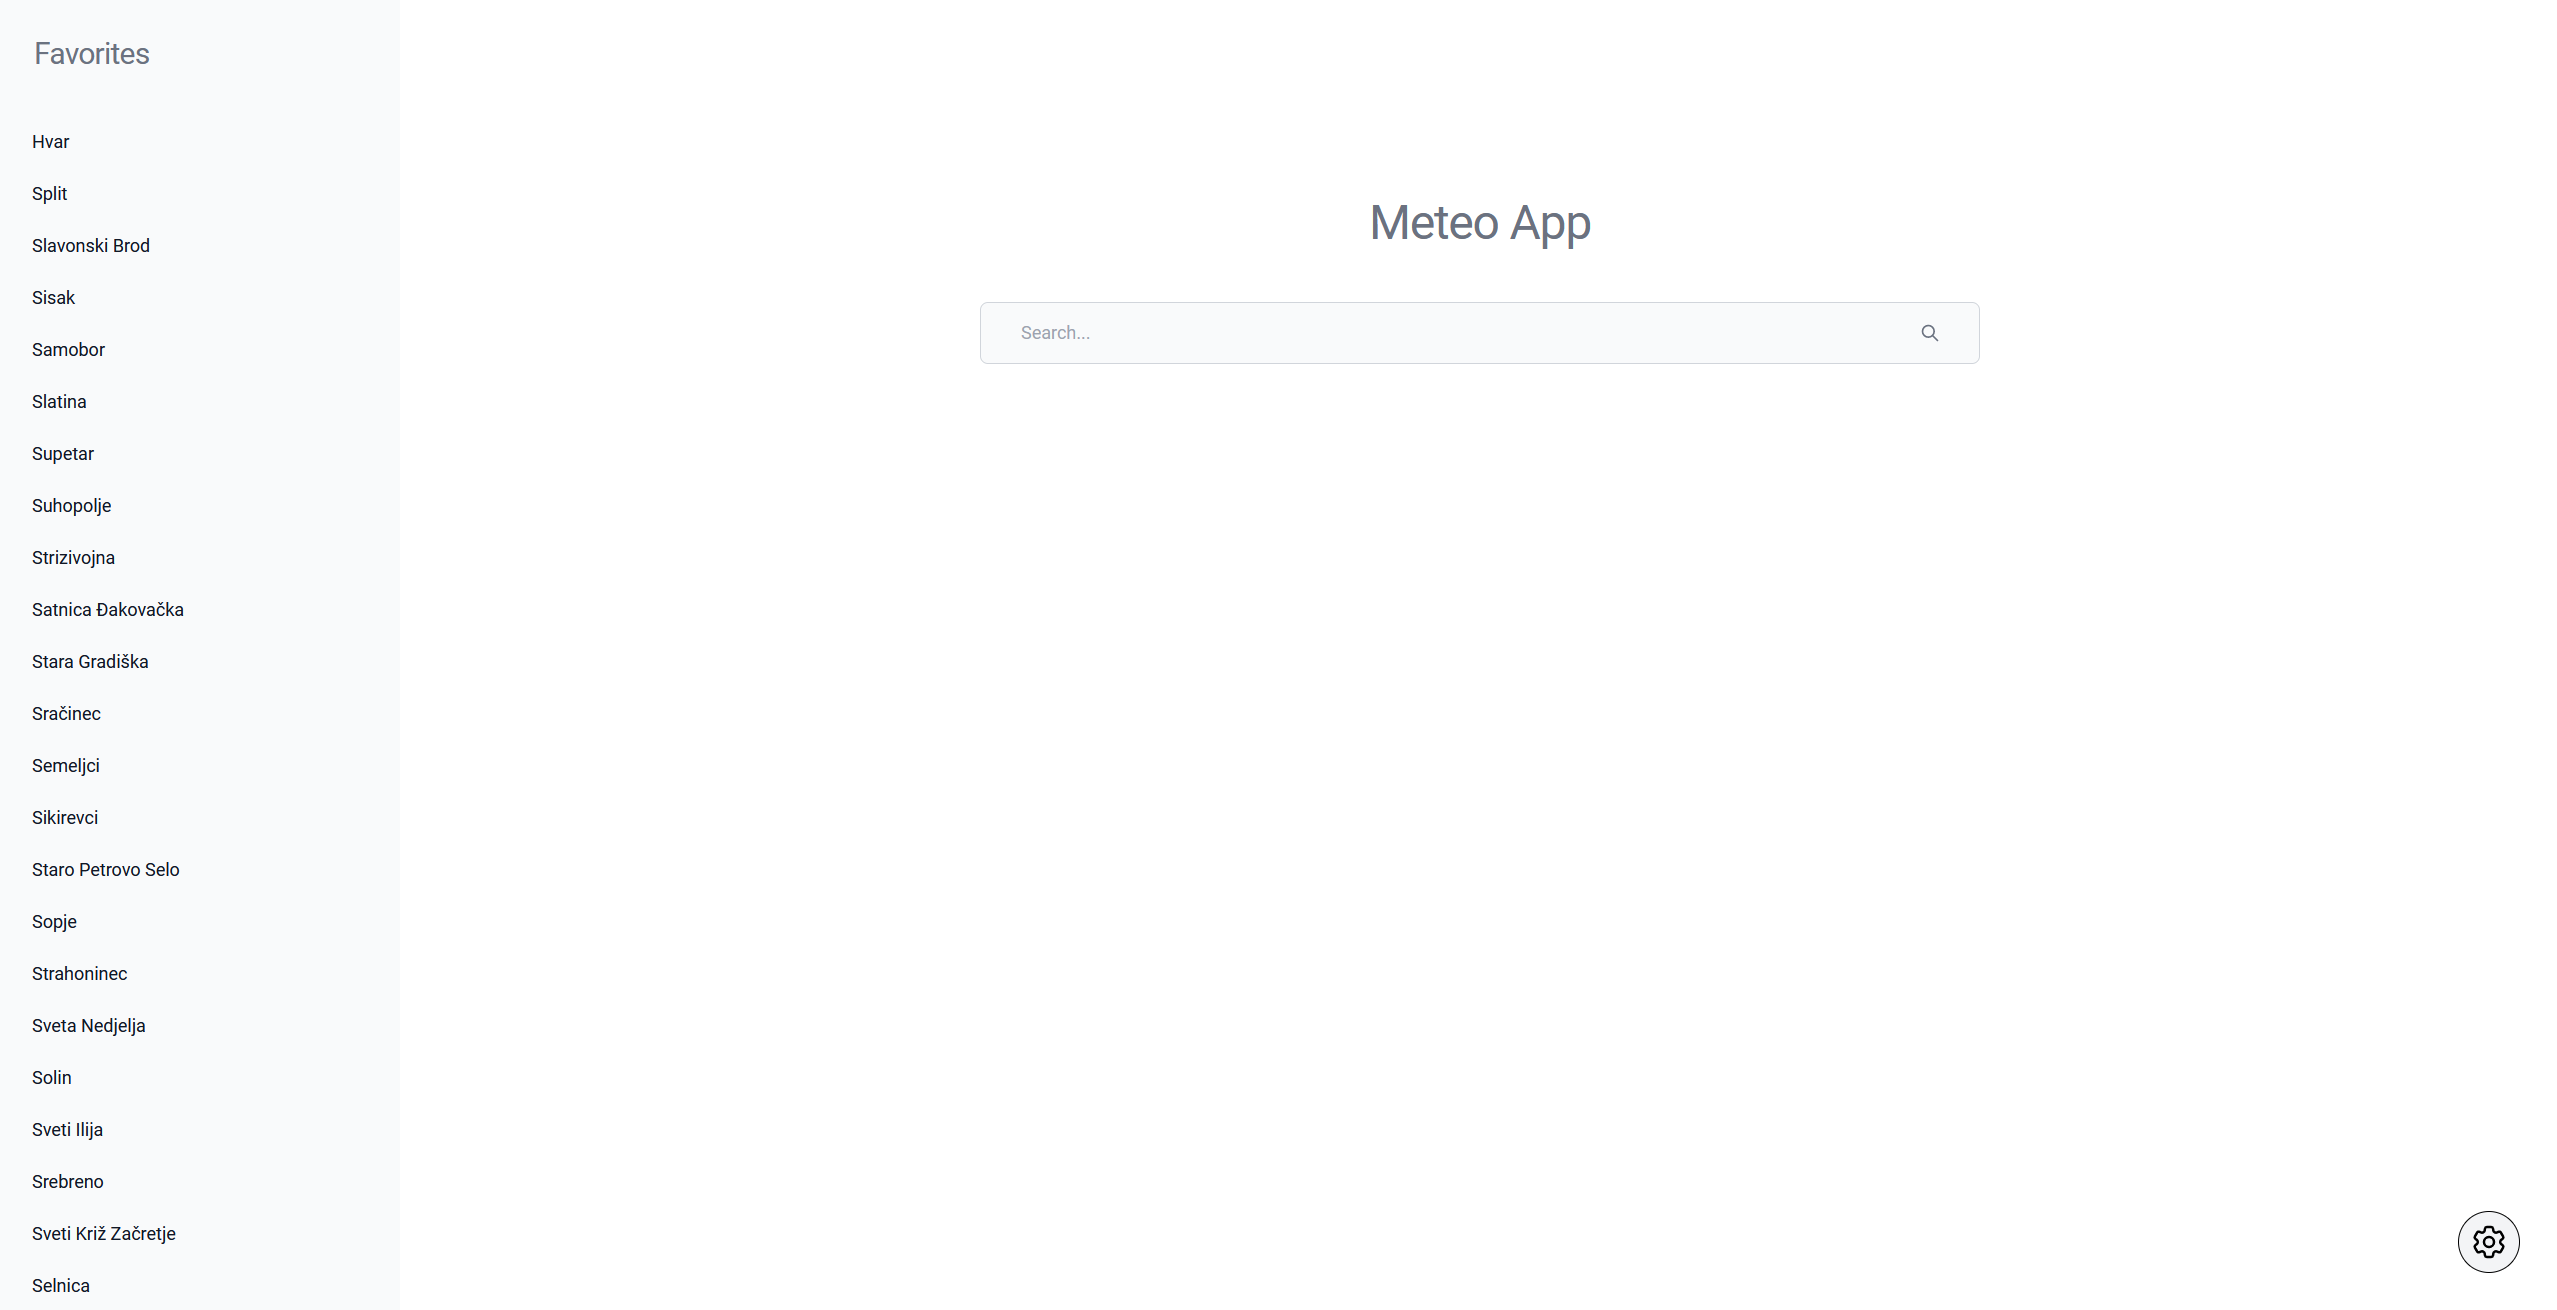 Favorites
Hvar
Split
Slavonski Brod
Sisak
Samobor
Slatina
Supetar
Suhopolje
Strizivojna
Satnica Đakovačka
Stara Gradiška
Sračinec
Semeljci
Sikirevci
Staro Petrovo Selo
Sopje
Strahoninec
Sveta Nedjelja
Solin
Sveti Ilija
Srebreno
Sveti Križ Začretje
Selnica
Meteo App
Search...